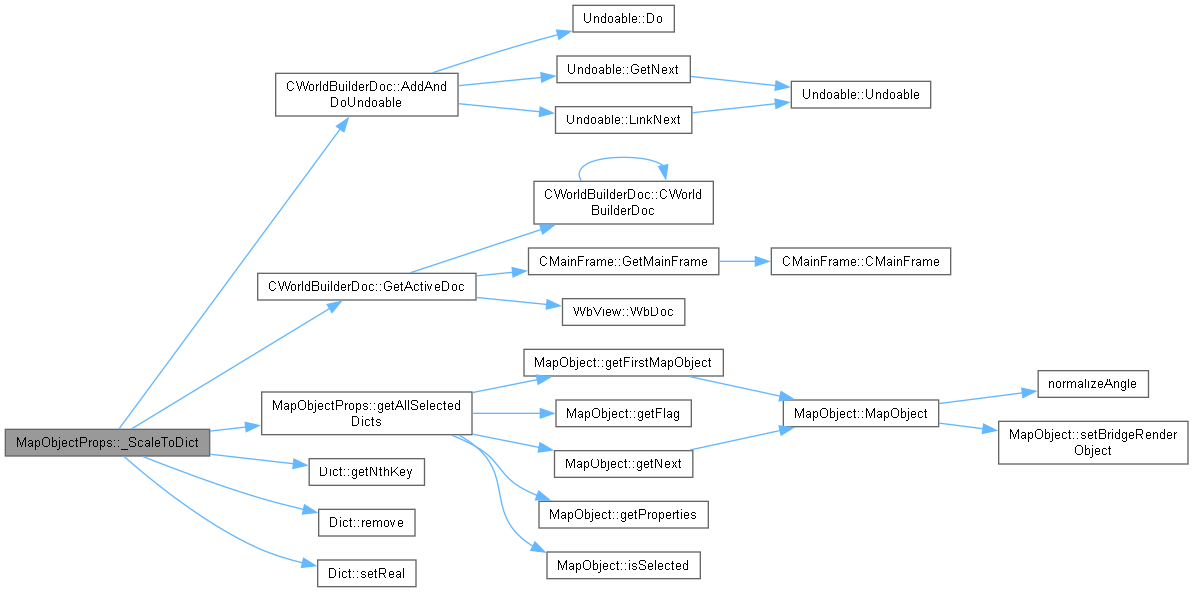 Undoable::Do
CWorldBuilderDoc::AddAnd
DoUndoable
Undoable::GetNext
Undoable::Undoable
Undoable::LinkNext
CWorldBuilderDoc::CWorld
BuilderDoc
CMainFrame::GetMainFrame
CMainFrame::CMainFrame
CWorldBuilderDoc::GetActiveDoc
WbView::WbDoc
MapObject::getFirstMapObject
normalizeAngle
MapObjectProps::getAllSelected
Dicts
MapObject::getFlag
MapObject::MapObject
MapObjectProps::_ScaleToDict
MapObject::setBridgeRender
Object
MapObject::getNext
Dict::getNthKey
MapObject::getProperties
Dict::remove
MapObject::isSelected
Dict::setReal